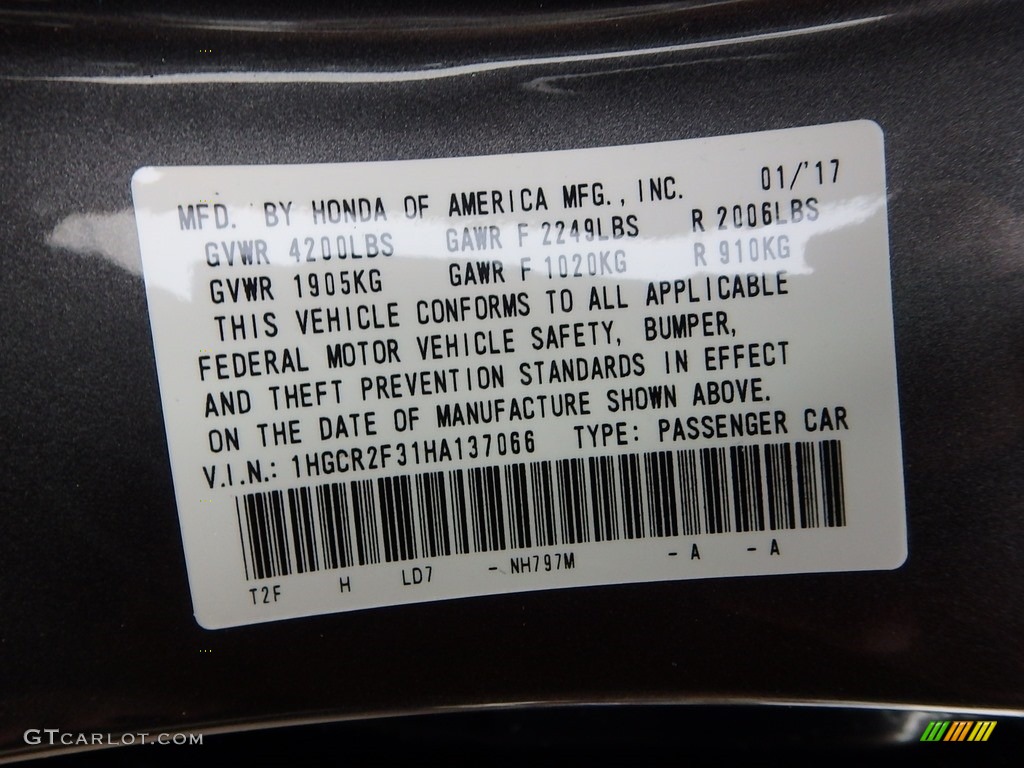 MFD. BY HONDA OF AMERICA MFG., INC. 01/'17
GVWR 4200LBS GAWR F 2249LBS R 2006LBS
GVWR 1905KG GAWR F 1020KG R 910KG
THIS VEHICLE CONFORMS TO ALL APPLICABLE
FEDERAL MOTOR VEHICLE SAFETY, BUMPER,
AND THEFT PREVENTION STANDARDS IN EFFECT
ON THE DATE OF MANUFACTURE SHOWN ABOVE.
V.I.N.: 1HGCR2F31HA137066 TYPE: PASSENGER CAR
T2F H LD7 - NH797M - A - A
GTCARLOT.COM